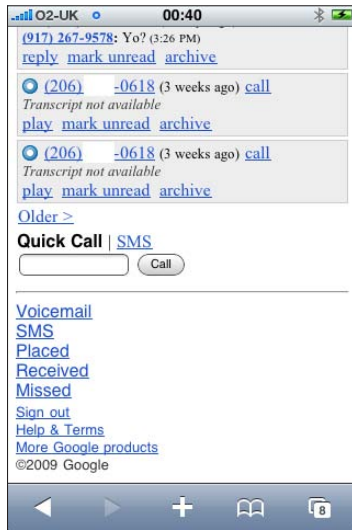 O2-UK 00:40
(917) 267-9578: Yo? (3:26 PM)
reply mark unread archive
(206) -0618 (3 weeks ago) call
Transcript not available
play mark unread archive
(206) -0618 (3 weeks ago) call
Transcript not available
play mark unread archive
Older >
Quick Call | SMS
Call
Voicemail
SMS
Placed
Received
Missed
Sign out
Help & Terms
More Google products
©2009 Google
8